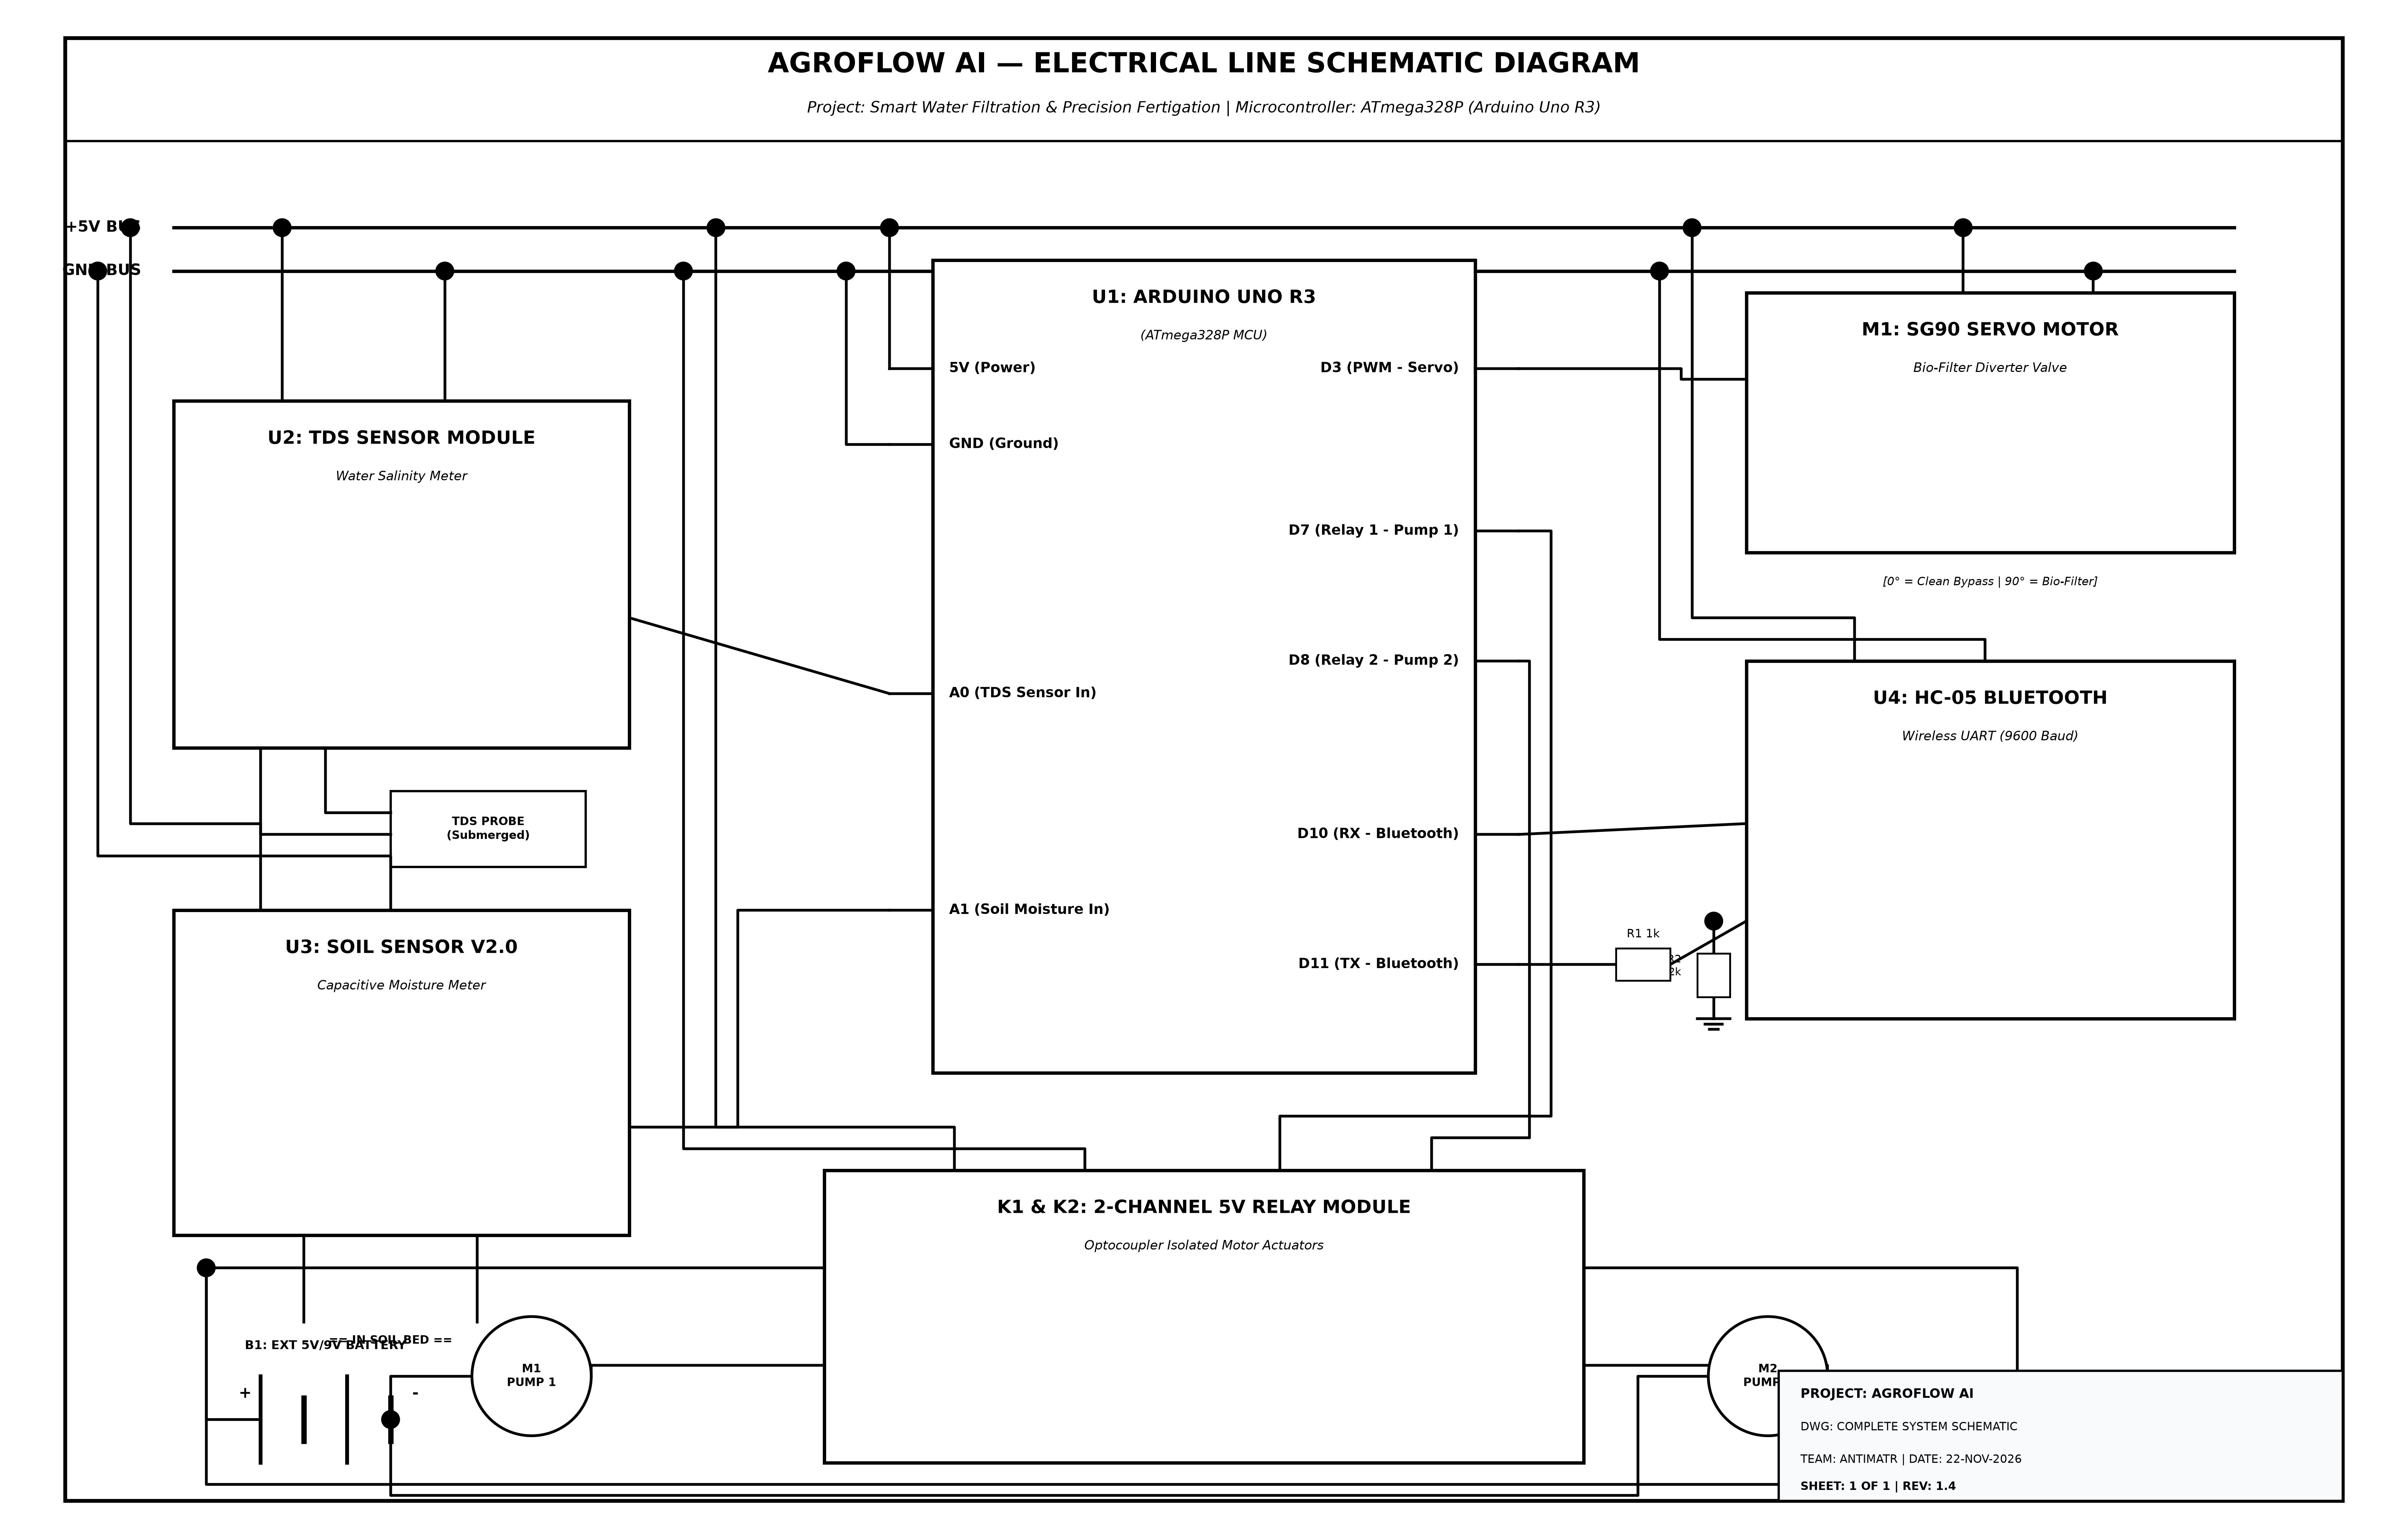 AGROFLOW AI — ELECTRICAL LINE SCHEMATIC DIAGRAM
Project: Smart Water Filtration & Precision Fertigation | Microcontroller: ATmega328P (Arduino Uno R3)
+5V BUS
GND BUS
U1: ARDUINO UNO R3
(ATmega328P MCU)
5V (Power)
GND (Ground)
A0 (TDS Sensor In)
A1 (Soil Moisture In)
D3 (PWM - Servo)
D7 (Relay 1 - Pump 1)
D8 (Relay 2 - Pump 2)
D10 (RX - Bluetooth)
D11 (TX - Bluetooth)
M1: SG90 SERVO MOTOR
Bio-Filter Diverter Valve
[0° = Clean Bypass | 90° = Bio-Filter]
U2: TDS SENSOR MODULE
Water Salinity Meter
TDS PROBE
(Submerged)
U4: HC-05 BLUETOOTH
Wireless UART (9600 Baud)
R1 1k
2k
U3: SOIL SENSOR V2.0
Capacitive Moisture Meter
K1 & K2: 2-CHANNEL 5V RELAY MODULE
Optocoupler Isolated Motor Actuators
== IN SOIL BED ==
B1: EXT 5V/9V BATTERY
+
-
M1
PUMP 1
M2
PUMP
PROJECT: AGROFLOW AI
DWG: COMPLETE SYSTEM SCHEMATIC
TEAM: ANTIMATR | DATE: 22-NOV-2026
SHEET: 1 OF 1 | REV: 1.4